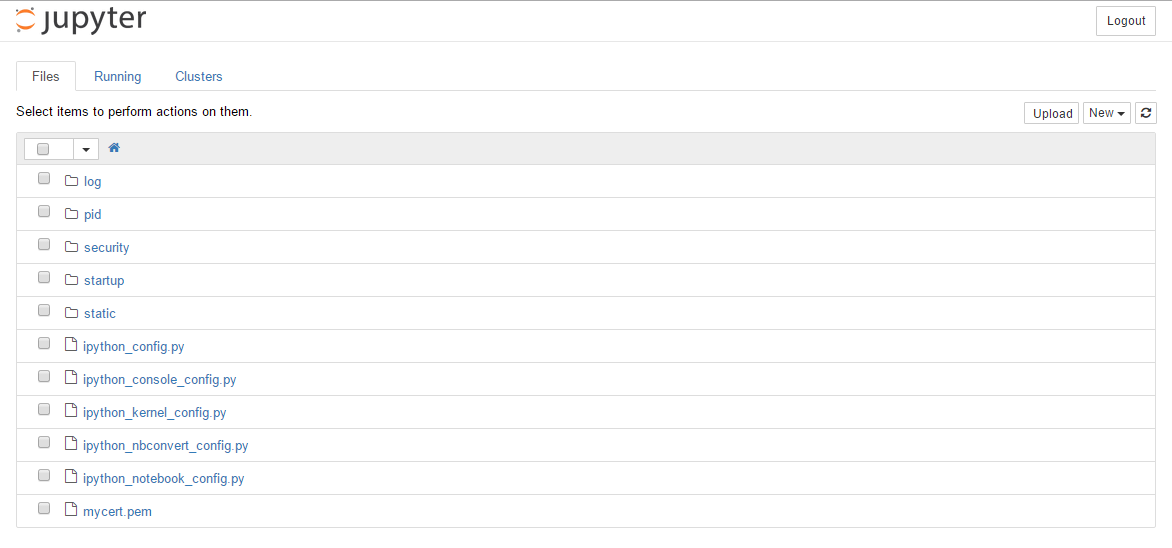 jupyter Logout
Files Running Clusters
Select items to perform actions on them. Upload New
log
pid
security
startup
static
ipython_config.py
ipython_console_config.py
ipython_kernel_config.py
ipython_nbconvert_config.py
ipython_notebook_config.py
mycert.pem